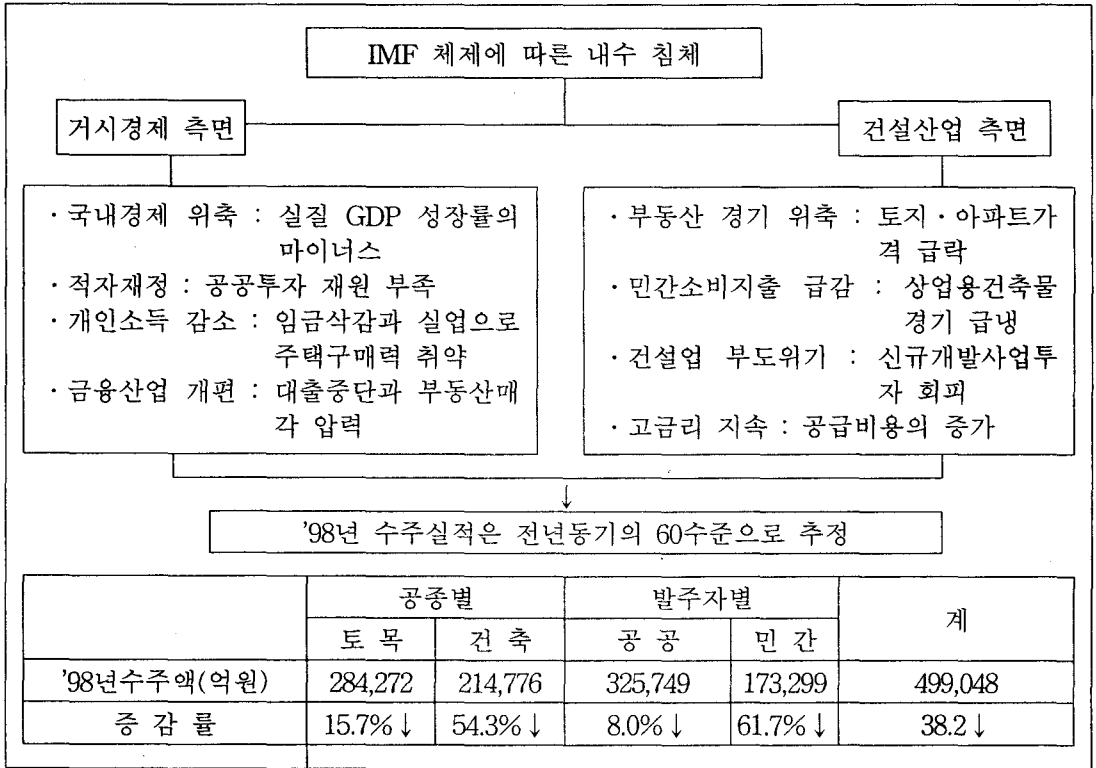 IMF 체제에 따른 내수 침체
거시경제 측면
건설산업 측면
· 국내경제 위축 : 실질 GDP 성장률의
마이너스
· 적자재정 : 공공투자 재원 부족
· 개인소득 감소 : 임금삭감과 실업으로
주택구매력 취약
· 금융산업 개편 : 대출중단과 부동산매
각 압력
· 부동산 경기 위축 : 토지 · 아파트가
격 급락
· 민간소비지출 급감 : 상업용건축물
경기 급냉
· 건설업 부도위기 : 신규개발사업투
자 회피
· 고금리 지속 : 공급비용의 증가
↓
'98년 수주실적은 전년동기의 60수준으로 추정
공종별 발주자별 계
토 목 건 축 공 공 민 간
'98년수주액(억원) 284,272 214,776 325,749 173,299 499,048
증 감 률 15.7%↓ 54.3%↓ 8.0%↓ 61.7%↓ 38.2↓